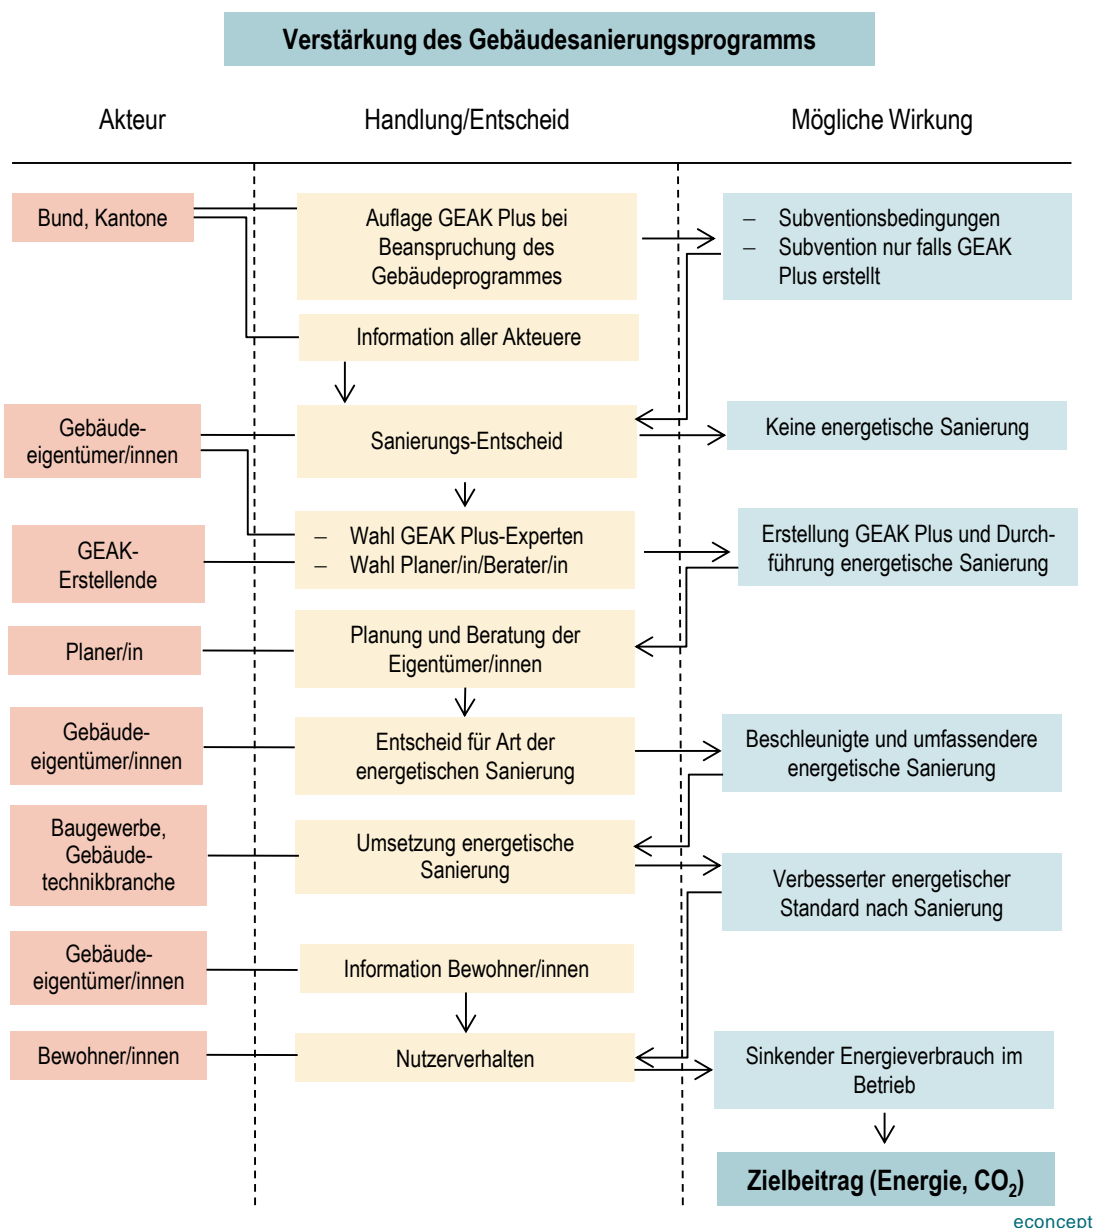 Verstärkung des Gebäudesanierungsprogramms
Akteur
Handlung/Entscheid
Mögliche Wirkung
Bund, Kantone
Auflage GEAK Plus bei
Beanspruchung des
Gebäudeprogrammes
– Subventionsbedingungen
– Subvention nur falls GEAK
Plus erstellt
Information aller Akteuere
Gebäude-
eigentümer/innen
Sanierungs-Entscheid
Keine energetische Sanierung
GEAK-
Erstellende
– Wahl GEAK Plus-Experten
– Wahl Planer/in/Berater/in
Erstellung GEAK Plus und Durch-
führung energetische Sanierung
Planer/in
Planung und Beratung der
Eigentümer/innen
Gebäude-
eigentümer/innen
Entscheid für Art der
energetischen Sanierung
Beschleunigte und umfassendere
energetische Sanierung
Baugewerbe,
Gebäude-
technikbranche
Umsetzung energetische
Sanierung
Verbesserter energetischer
Standard nach Sanierung
Gebäude-
eigentümer/innen
Information Bewohner/innen
Bewohner/innen
Nutzerverhalten
Sinkender Energieverbrauch im
Betrieb
Zielbeitrag (Energie, CO₂)
econcept